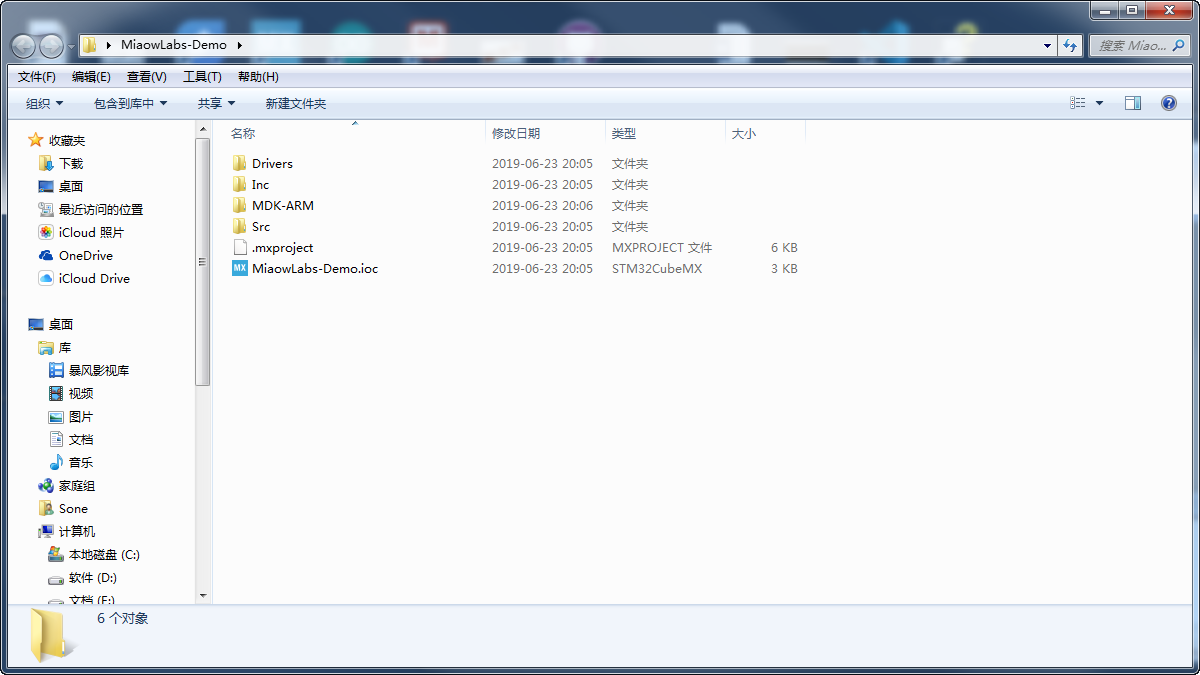 MiaowLabs-Demo
搜索 Miao...
文件(F) 编辑(E) 查看(V) 工具(T) 帮助(H)
组织 包含到库中 共享 新建文件夹
收藏夹
下载
桌面
最近访问的位置
iCloud 照片
OneDrive
iCloud Drive
桌面
库
暴风影视库
视频
图片
文档
音乐
家庭组
Sone
计算机
本地磁盘 (C:)
软件 (D:)
文档 (E:)
名称 修改日期 类型 大小
Drivers 2019-06-23 20:05 文件夹
Inc 2019-06-23 20:05 文件夹
MDK-ARM 2019-06-23 20:06 文件夹
Src 2019-06-23 20:05 文件夹
.mxproject 2019-06-23 20:05 MXPROJECT 文件 6 KB
MX MiaowLabs-Demo.ioc 2019-06-23 20:05 STM32CubeMX 3 KB
6 个对象